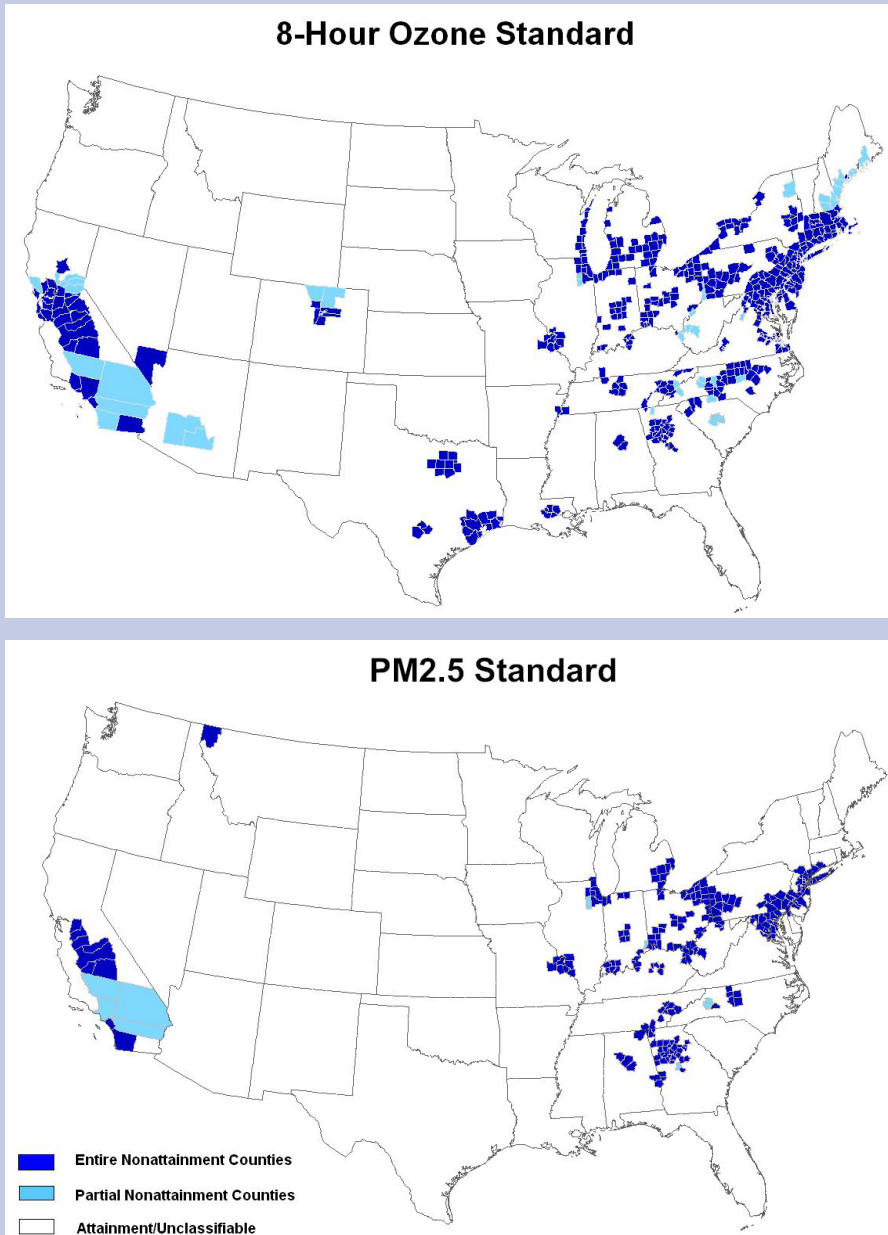 8-Hour Ozone Standard
PM2.5 Standard
Entire Nonattainment Counties
Partial Nonattainment Counties
Attainment/Unclassifiable